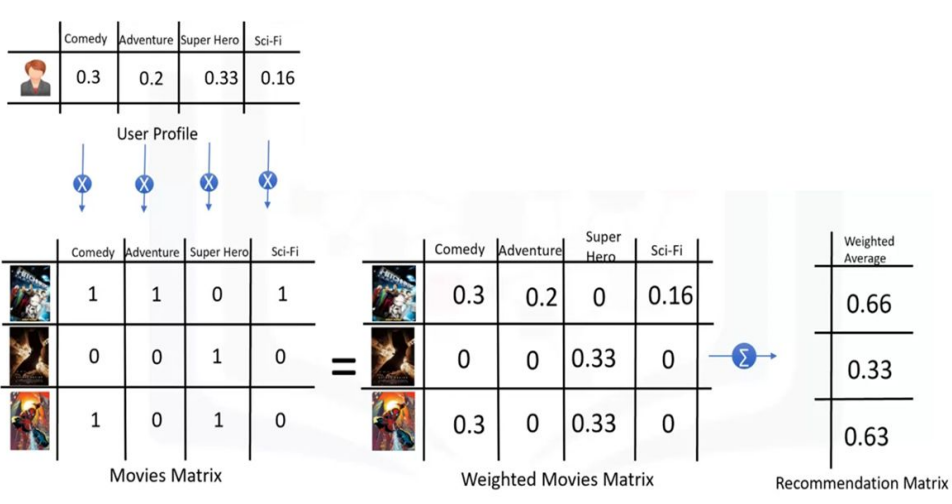 Comedy Adventure Super Hero Sci-Fi
0.3 0.2 0.33 0.16
User Profile
X X X X
Comedy Adventure Super Hero Sci-Fi
1 1 0 1
0 0 1 0
1 0 1 0
Movies Matrix
=
Comedy Adventure Super Hero Sci-Fi
0.3 0.2 0 0.16
0 0 0.33 0
0.3 0 0.33 0
Weighted Movies Matrix
Σ
Weighted
Average
0.66
0.33
0.63
Recommendation Matrix